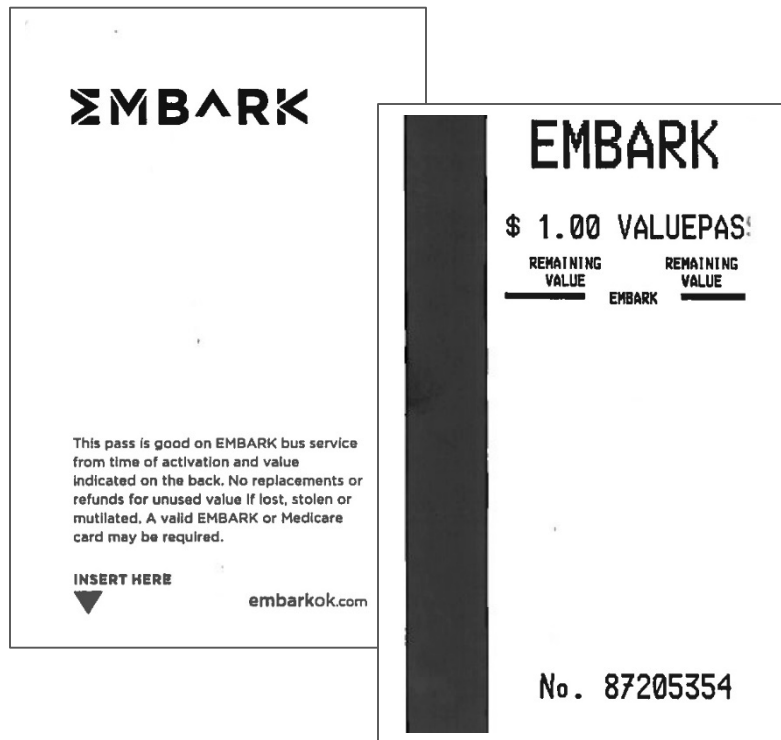 EMBARK
This pass is good on EMBARK bus service
from time of activation and value
indicated on the back. No replacements or
refunds for unused value if lost, stolen or
mutilated. A valid EMBARK or Medicare
card may be required.
INSERT HERE
embarkok.com
EMBARK
$ 1.00 VALUEPASS
REMAINING REMAINING
VALUE VALUE
EMBARK
No. 87205354